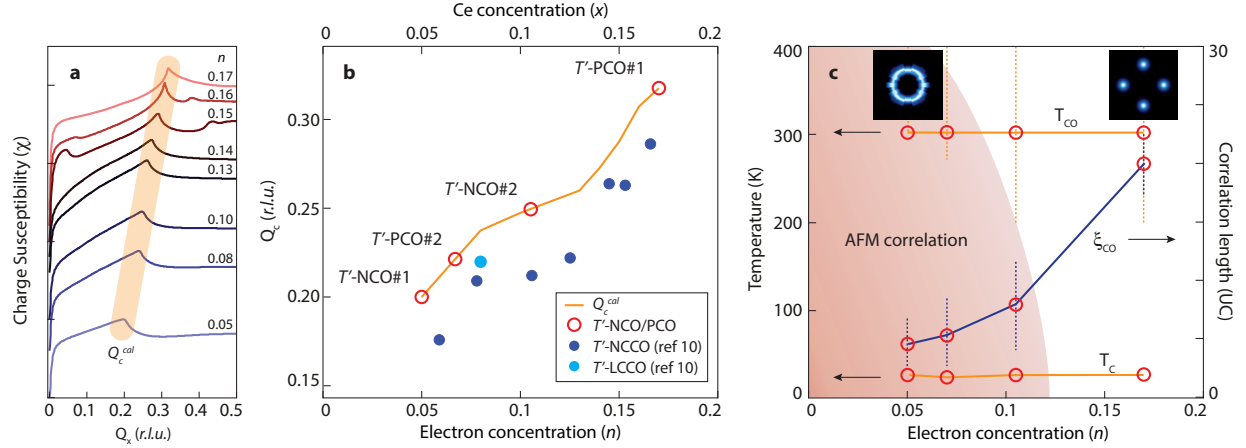 a
n
0.17
0.16
0.15
0.14
0.13
0.10
0.08
0.05
Q_c^cal
Charge Susceptibility (χ)
0 0.1 0.2 0.3 0.4 0.5
Q_x (r.l.u.)
Ce concentration (x)
0 0.05 0.1 0.15 0.2
b
T′-PCO#1
T′-NCO#2
T′-PCO#2
T′-NCO#1
0.30
0.25
0.20
0.15
Q_c (r.l.u.)
Q_c^cal
T′-NCO/PCO
T′-NCCO (ref 10)
T′-LCCO (ref 10)
0 0.05 0.1 0.15 0.2
Electron concentration (n)
c
400
300
200
100
0
Temperature (K)
T_CO
AFM correlation
ξ_CO
T_C
30
0
Correlation length (UC)
0 0.05 0.1 0.15 0.2
Electron concentration (n)